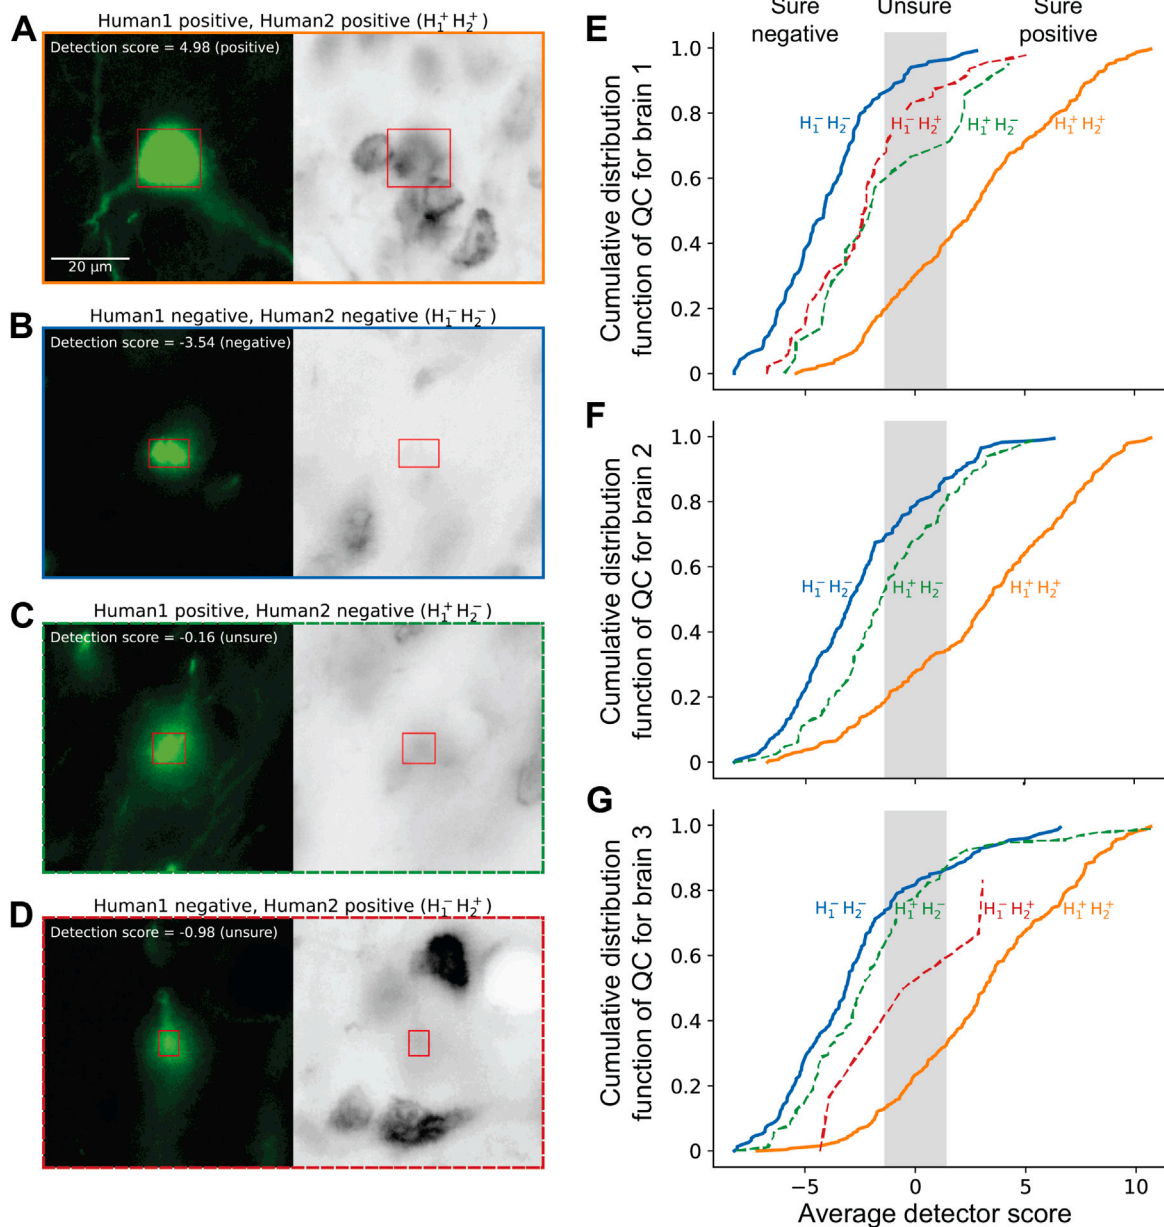 A
Human1 positive, Human2 positive (H₁⁺H₂⁺)
Detection score = 4.98 (positive)
20 µm
B
Human1 negative, Human2 negative (H₁⁻H₂⁻)
Detection score = -3.54 (negative)
C
Human1 positive, Human2 negative (H₁⁺H₂⁻)
Detection score = -0.16 (unsure)
D
Human1 negative, Human2 positive (H₁⁻H₂⁺)
Detection score = -0.98 (unsure)
Sure negative
Unsure
Sure positive
E
Cumulative distribution
function of QC for brain 1
1.0
0.8
0.6
0.4
0.2
0
H₁⁻H₂⁻
H₁⁻H₂⁺
H₁⁺H₂⁻
H₁⁺H₂⁺
F
Cumulative distribution
function of QC for brain 2
1.0
0.8
0.6
0.4
0.2
0
H₁⁻H₂⁻
H₁⁺H₂⁻
H₁⁺H₂⁺
G
Cumulative distribution
function of QC for brain 3
1.0
0.8
0.6
0.4
0.2
0
H₁⁻H₂⁻
H₁⁺H₂⁻
H₁⁻H₂⁺
H₁⁺H₂⁺
−5
0
5
10
Average detector score